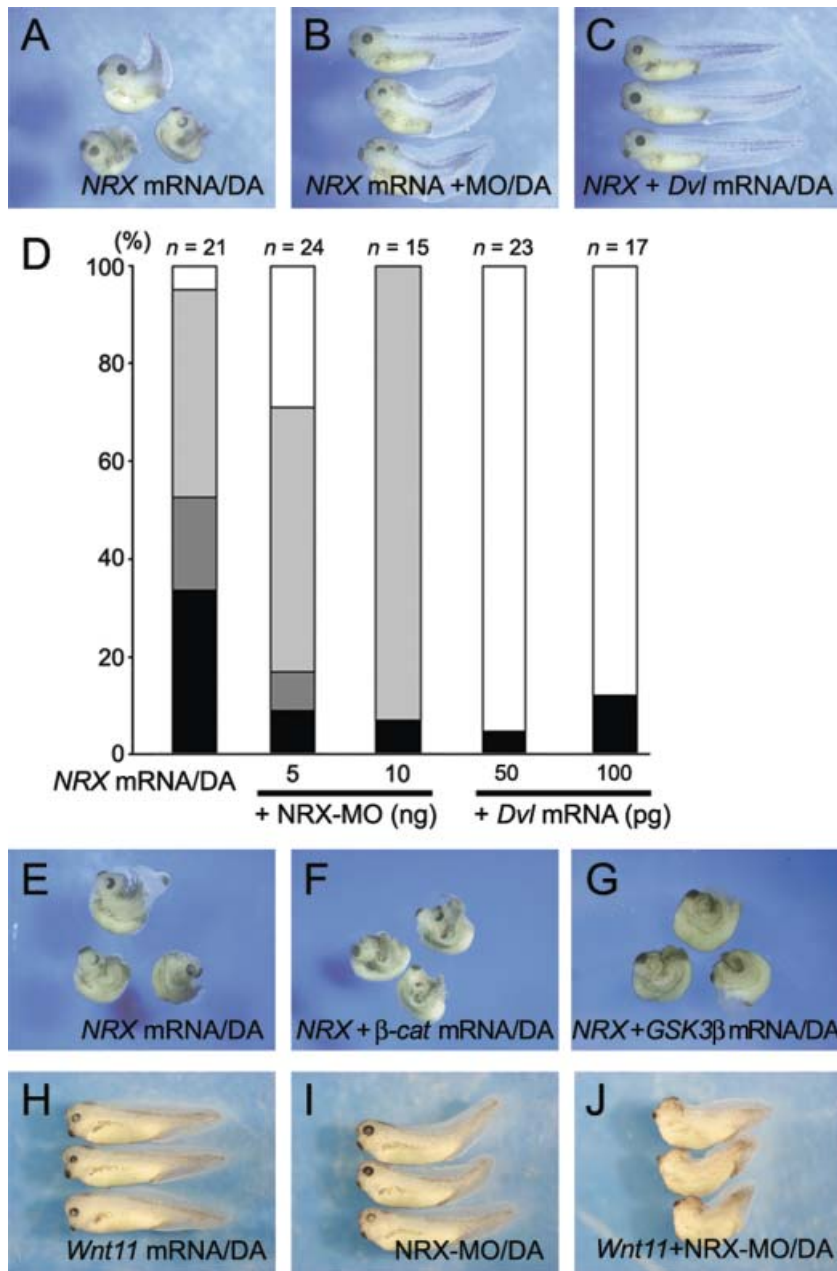 A
B
C
NRX mRNA/DA
NRX mRNA +MO/DA
NRX + Dvl mRNA/DA
D
(%)
n = 21
n = 24
n = 15
n = 23
n = 17
100
80
60
40
20
0
NRX mRNA/DA
5
10
50
100
+ NRX-MO (ng)
+ Dvl mRNA (pg)
E
F
G
NRX mRNA/DA
NRX + β-cat mRNA/DA
NRX+GSK3β mRNA/DA
H
I
J
Wnt11 mRNA/DA
NRX-MO/DA
Wnt11+NRX-MO/DA